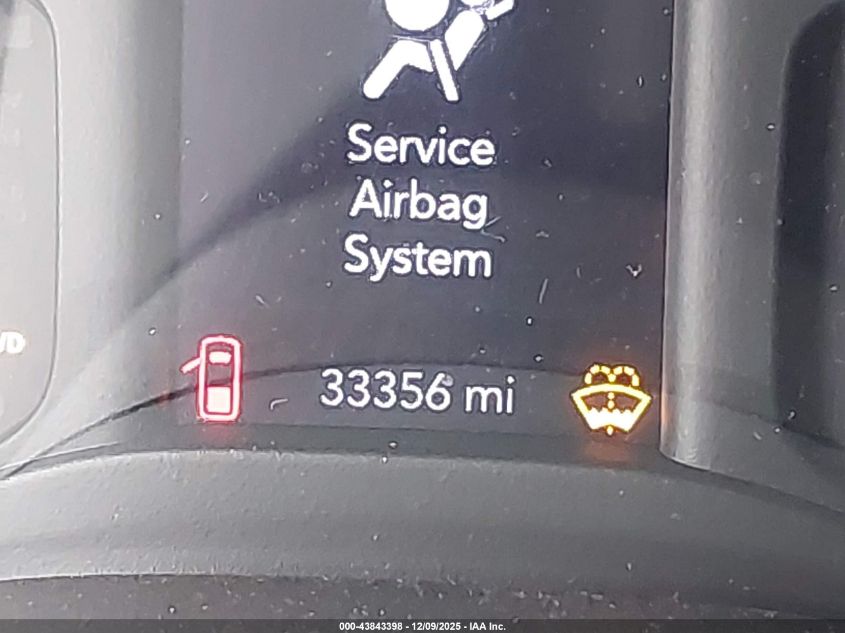 Service
Airbag
System
33356 mi
000-43843398 - 12/09/2025 - IAA Inc.